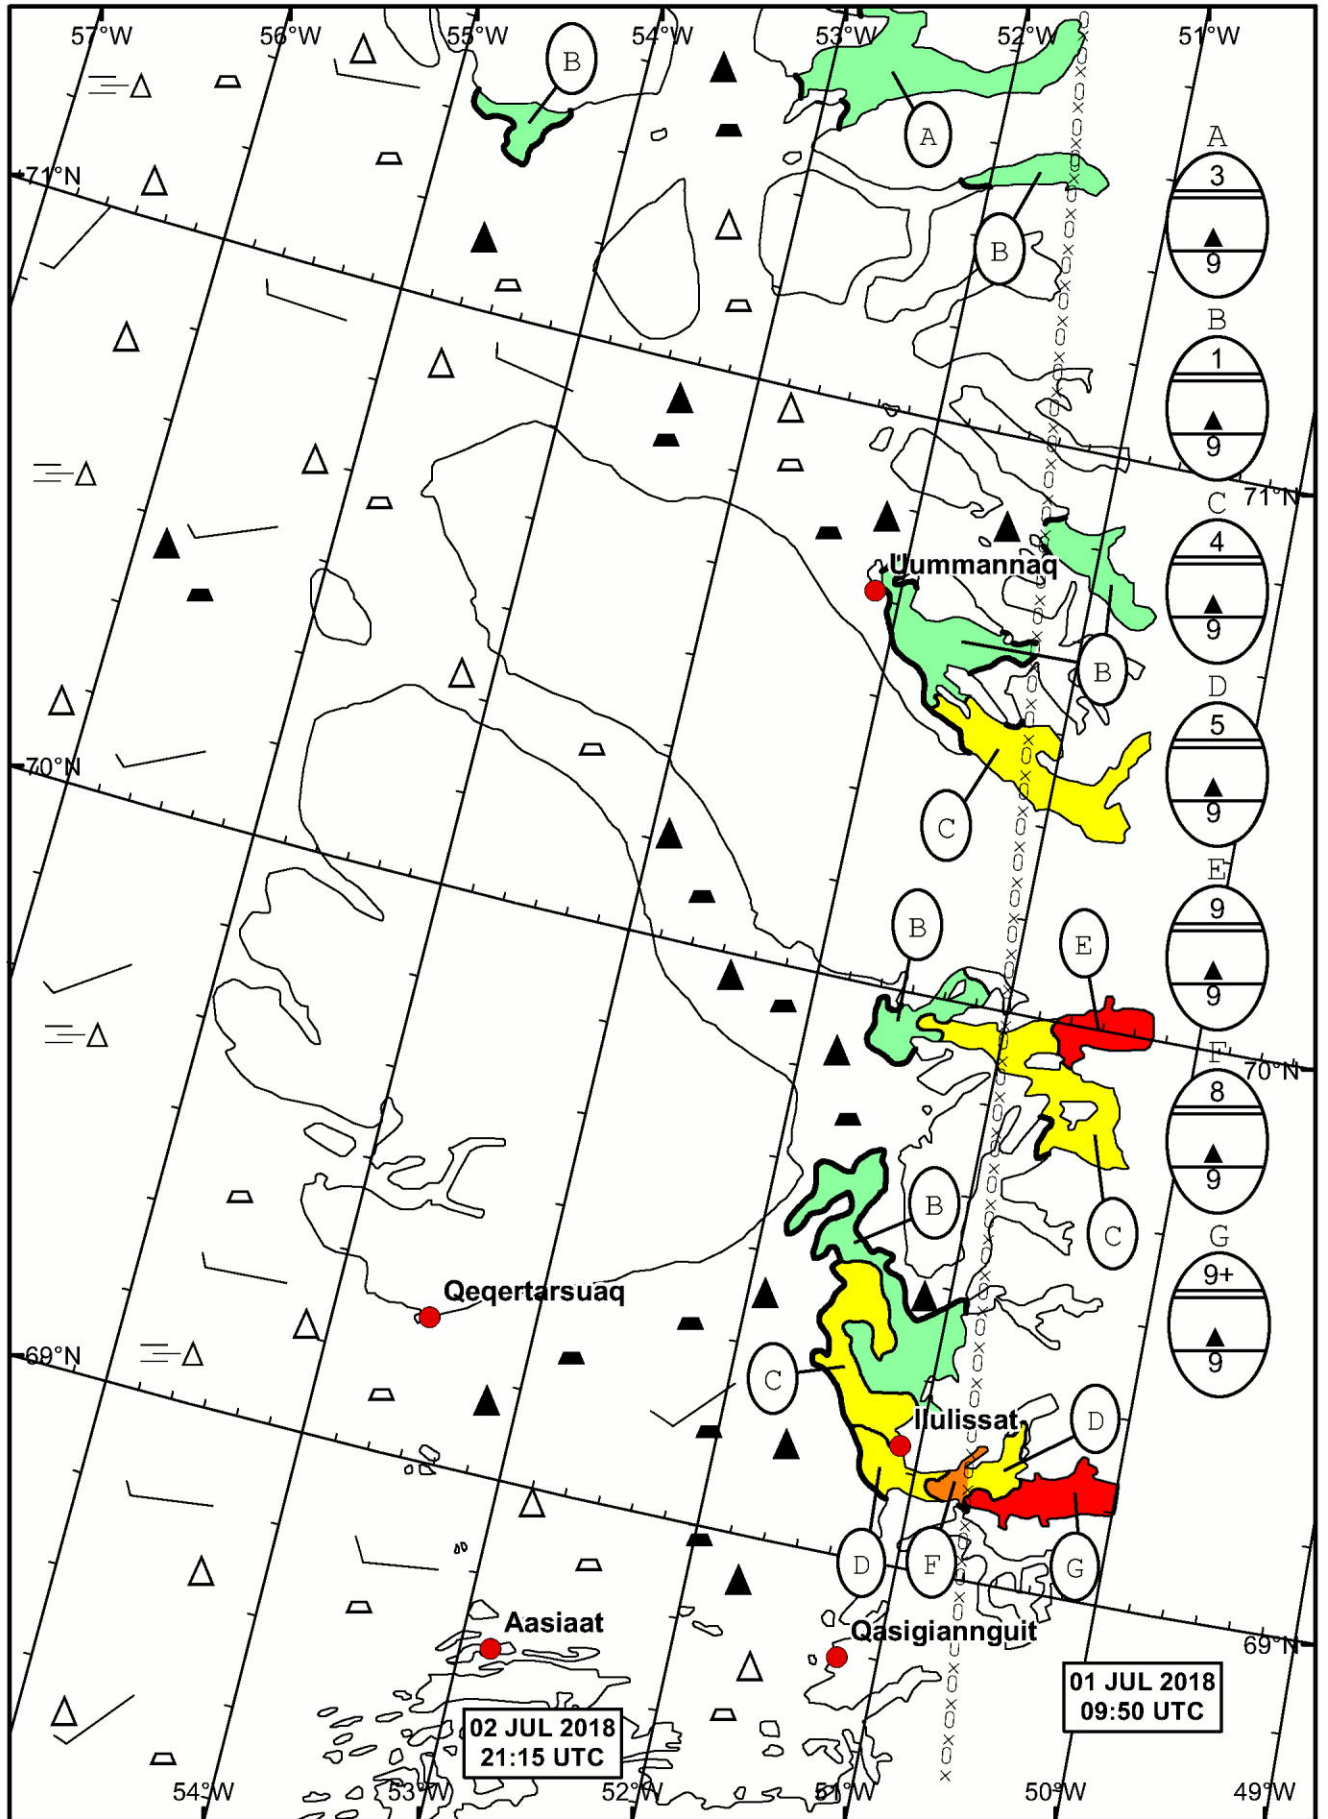 57°W 56°W 55°W 54°W 53°W 52°W 51°W
B
A
A
3
9
71°N
B
B
1
9
C
71°N
4
9
Uummannaq
B
D
5
9
70°N
C
E
9
9
B
E
F
70°N
8
9
B
C
G
9+
9
Qeqertarsuaq
69°N
C
D
Ilulissat
D
F
G
Aasiaat
Qasigiannguit
69°N
01 JUL 2018
09:50 UTC
02 JUL 2018
21:15 UTC
54°W 53°W 52°W 51°W 50°W 49°W